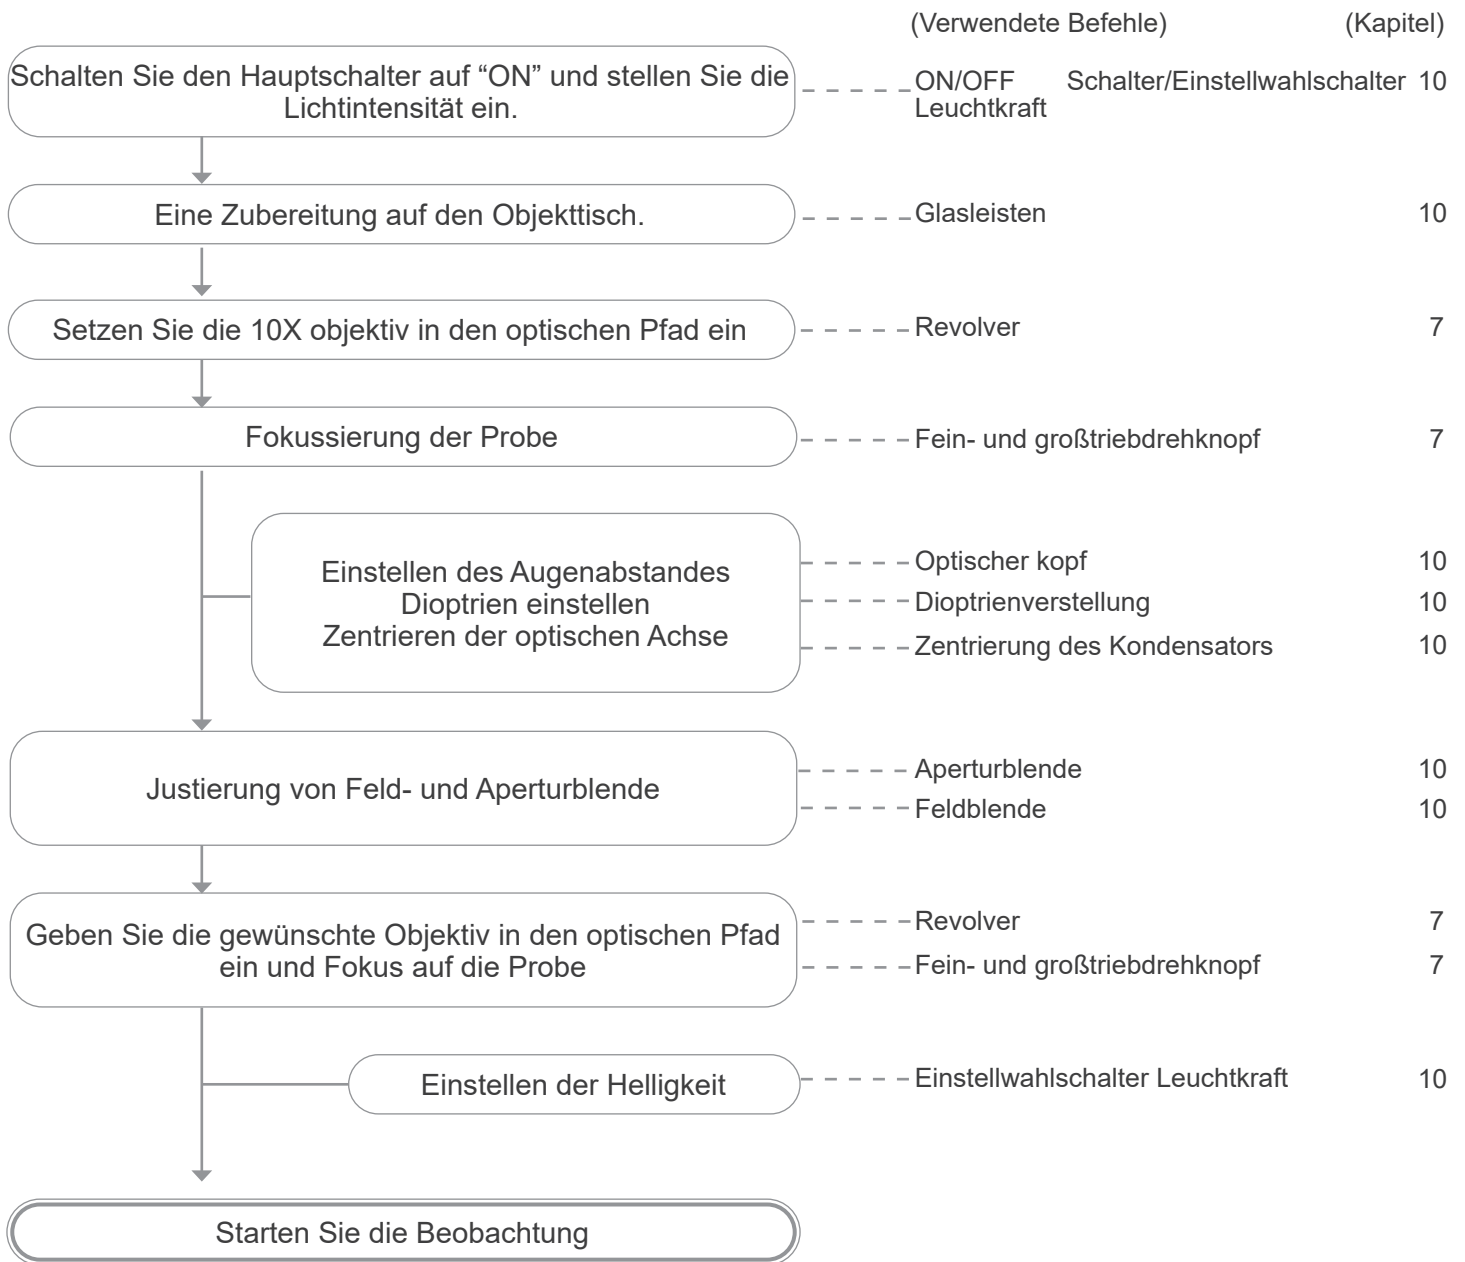 (Verwendete Befehle) (Kapitel)
Schalten Sie den Hauptschalter auf “ON” und stellen Sie die
Lichtintensität ein.
ON/OFF Schalter/Einstellwahlschalter 10
Leuchtkraft
Eine Zubereitung auf den Objekttisch.
Glasleisten 10
Setzen Sie die 10X objektiv in den optischen Pfad ein
Revolver 7
Fokussierung der Probe
Fein- und großtriebdrehknopf 7
Einstellen des Augenabstandes
Dioptrien einstellen
Zentrieren der optischen Achse
Optischer kopf 10
Dioptrienverstellung 10
Zentrierung des Kondensators 10
Justierung von Feld- und Aperturblende
Aperturblende 10
Feldblende 10
Geben Sie die gewünschte Objektiv in den optischen Pfad
ein und Fokus auf die Probe
Revolver 7
Fein- und großtriebdrehknopf 7
Einstellen der Helligkeit
Einstellwahlschalter Leuchtkraft 10
Starten Sie die Beobachtung